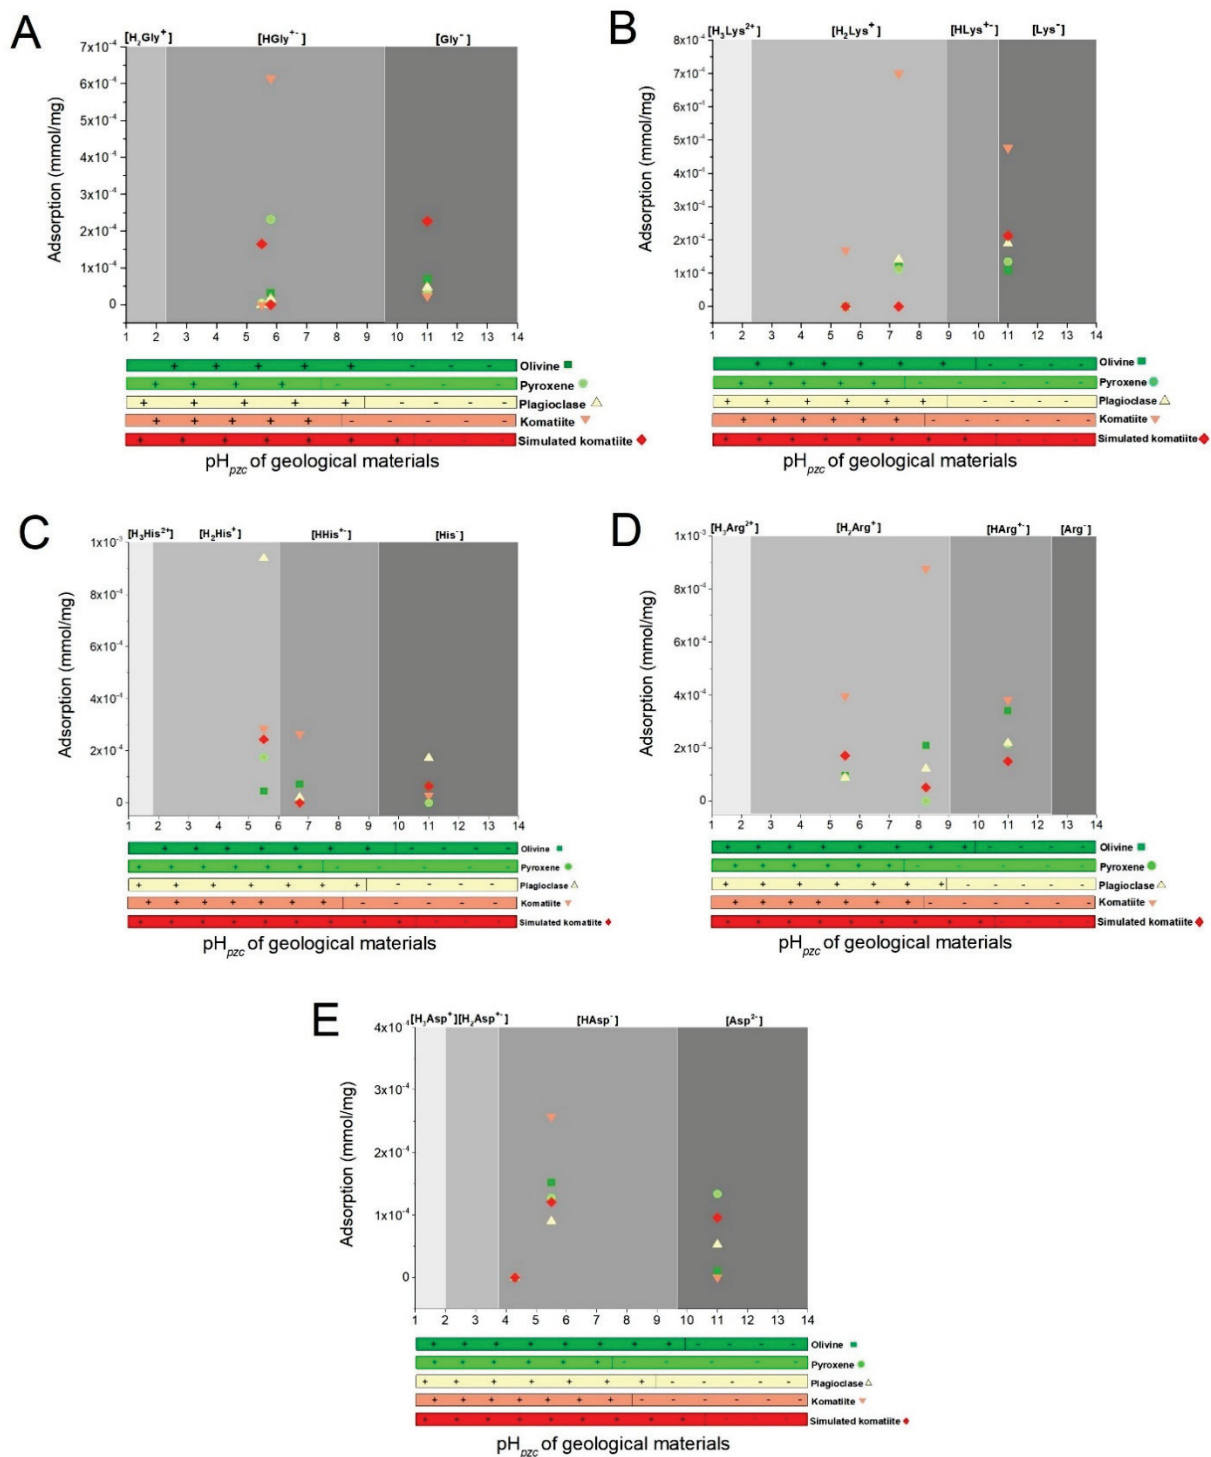 A
[H₂Gly⁺] [HGly⁺⁻] [Gly⁻]
Adsorption (mmol/mg)
7x10⁻⁴
6x10⁻⁴
5x10⁻⁴
4x10⁻⁴
3x10⁻⁴
2x10⁻⁴
1x10⁻⁴
0
1 2 3 4 5 6 7 8 9 10 11 12 13 14
+ + + + + - - - Olivine
+ + + + - - - - Pyroxene
+ + + + + - - - - Plagioclase
+ + + + + - - - - - Komatiite
+ + + + + + + - - - Simulated komatiite
pHpzc of geological materials
B
[H₃Lys²⁺] [H₂Lys⁺] [HLys⁺⁻] [Lys⁻]
Adsorption (mmol/mg)
8x10⁻⁴
7x10⁻⁴
6x10⁻⁴
5x10⁻⁴
4x10⁻⁴
3x10⁻⁴
2x10⁻⁴
1x10⁻⁴
0
1 2 3 4 5 6 7 8 9 10 11 12 13 14
+ + + + + + - - - - Olivine
+ + + + + - - - - - Pyroxene
+ + + + + + - - - - Plagioclase
+ + + + + + - - - - - Komatiite
+ + + + + + + + - - - - Simulated komatiite
pHpzc of geological materials
C
[H₃His²⁺] [H₂His⁺] [HHis⁺⁻] [His⁻]
Adsorption (mmol/mg)
1x10⁻³
8x10⁻⁴
6x10⁻⁴
4x10⁻⁴
2x10⁻⁴
0
1 2 3 4 5 6 7 8 9 10 11 12 13 14
+ + + + + + + - - - - Olivine
+ + + + + + - - - - - - Pyroxene
+ + + + + + + - - - - Plagioclase
+ + + + + + + - - - - - - Komatiite
+ + + + + + + + + - - - - Simulated komatiite
pHpzc of geological materials
D
[H₃Arg²⁺] [H₂Arg⁺] [HArg⁺⁻] [Arg⁻]
Adsorption (mmol/mg)
1x10⁻³
8x10⁻⁴
6x10⁻⁴
4x10⁻⁴
2x10⁻⁴
0
1 2 3 4 5 6 7 8 9 10 11 12 13 14
+ + + + + + + + + - - - - Olivine
+ + + + + + - - - - - - Pyroxene
+ + + + + + + - - - - Plagioclase
+ + + + + + + - - - - - - - Komatiite
+ + + + + + + + + - - - - Simulated komatiite
pHpzc of geological materials
E
[H₃Asp⁺][H₂Asp⁺⁻] [HAsp⁻] [Asp²⁻]
Adsorption (mmol/mg)
4x10⁻⁴
3x10⁻⁴
2x10⁻⁴
1x10⁻⁴
0
1 2 3 4 5 6 7 8 9 10 11 12 13 14
+ + + + + + + + - - - - Olivine
+ + + + + + - - - - - Pyroxene
+ + + + + + + - - - - - Plagioclase
+ + + + + + + - - - - - - Komatiite
+ + + + + + + + + + - - - - Simulated komatiite
pHpzc of geological materials